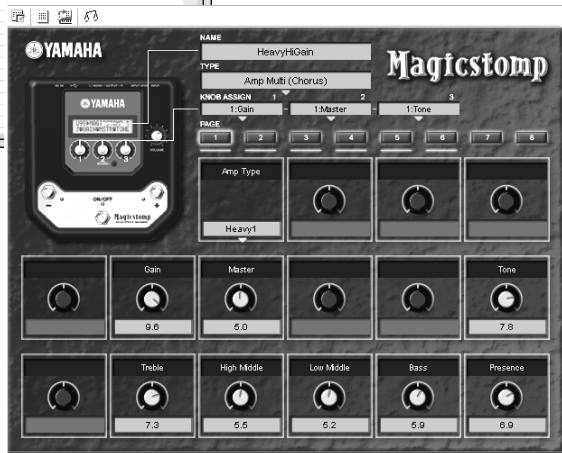 YAMAHA
NAME
HeavyHiGain
TYPE
Amp Multi (Chorus)
Magicstomp
KNOB ASSIGN 1 2 3
1:Gain - 1:Master - 1:Tone
PAGE
1 2 3 4 5 6 7 8
YAMAHA
VOLUME
1 2 3
ON/OFF
- +
Magicstomp
Amp Type
Heavy1
Gain Master Tone
9.6 5.0 7.8
Treble High Middle Low Middle Bass Presence
7.3 5.5 5.2 5.9 6.9